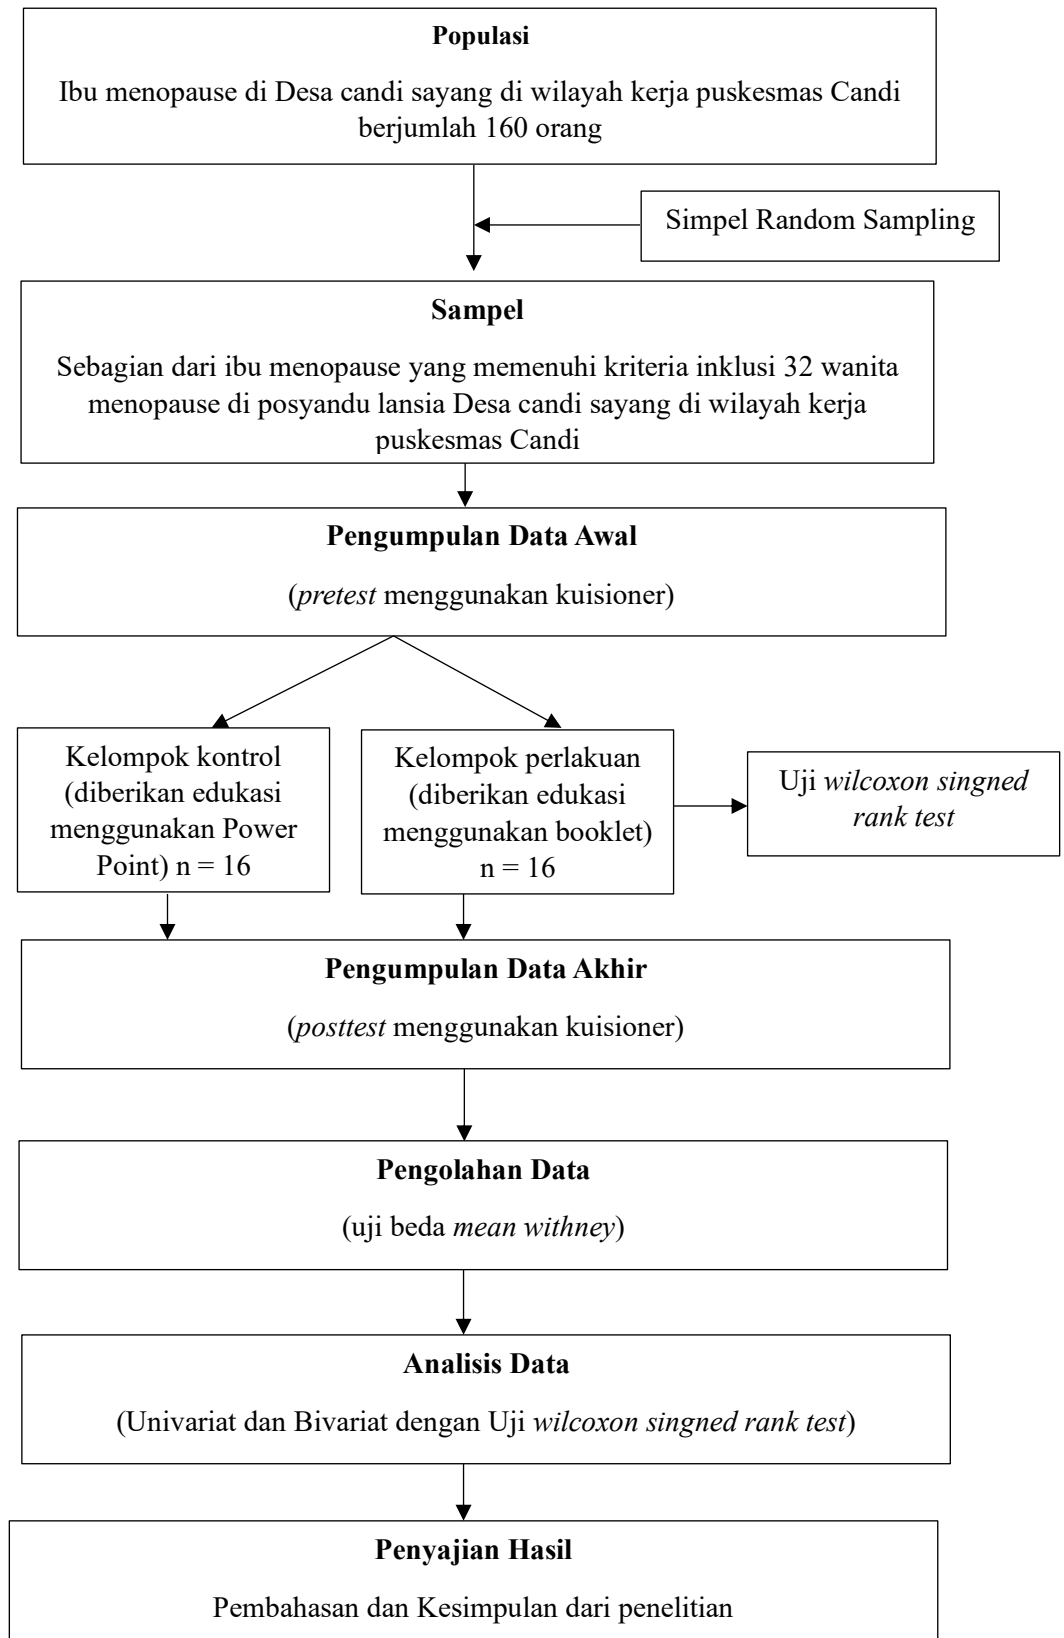 Populasi
Ibu menopause di Desa candi sayang di wilayah kerja puskesmas Candi
berjumlah 160 orang
Simpel Random Sampling
Sampel
Sebagian dari ibu menopause yang memenuhi kriteria inklusi 32 wanita
menopause di posyandu lansia Desa candi sayang di wilayah kerja
puskesmas Candi
Pengumpulan Data Awal
(pretest menggunakan kuisioner)
Kelompok kontrol
(diberikan edukasi
menggunakan Power
Point) n = 16
Kelompok perlakuan
(diberikan edukasi
menggunakan booklet)
n = 16
Uji wilcoxon singned
rank test
Pengumpulan Data Akhir
(posttest menggunakan kuisioner)
Pengolahan Data
(uji beda mean withney)
Analisis Data
(Univariat dan Bivariat dengan Uji wilcoxon singned rank test)
Penyajian Hasil
Pembahasan dan Kesimpulan dari penelitian